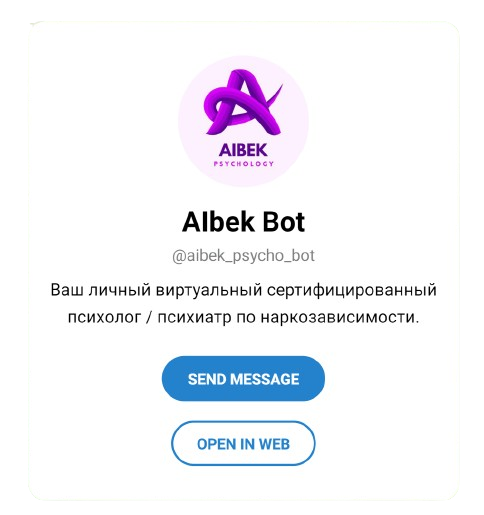 AIBEK
PSYCHOLOGY
AIbek Bot
@aibek_psycho_bot
Ваш личный виртуальный сертифицированный
психолог / психиатр по наркозависимости.
SEND MESSAGE
OPEN IN WEB